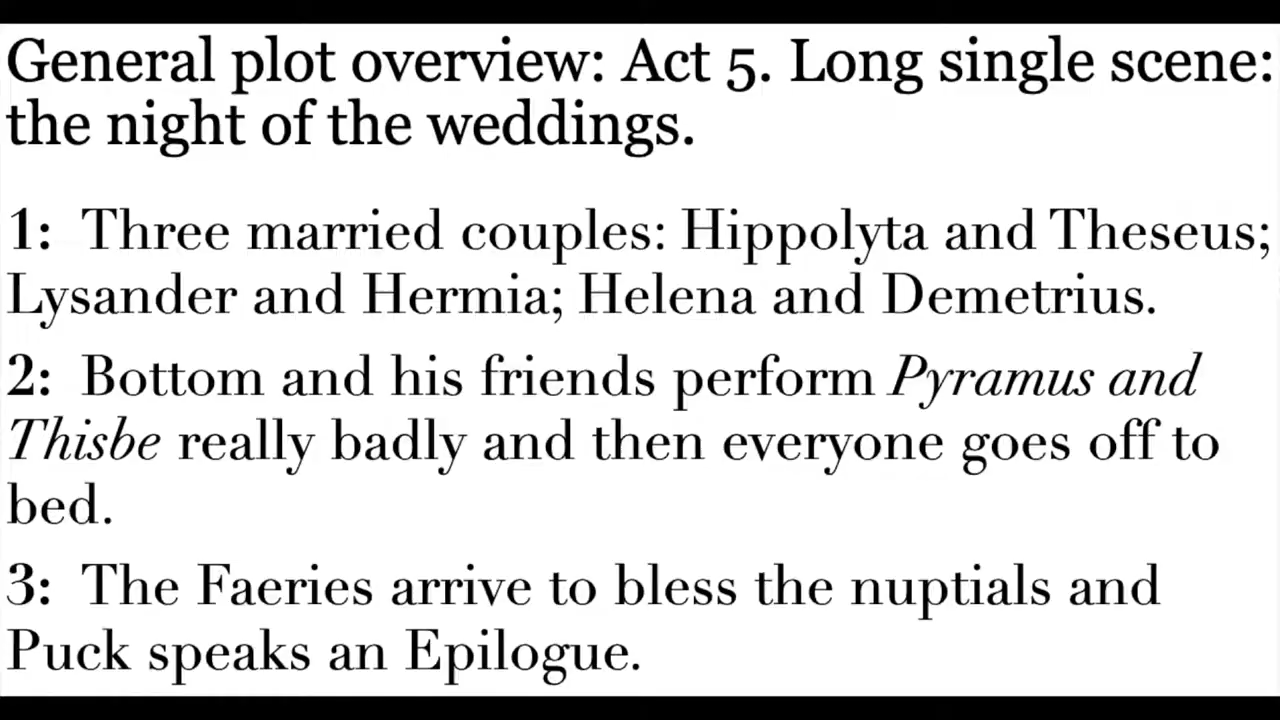 General plot overview: Act 5. Long single scene:
the night of the weddings.
1: Three married couples: Hippolyta and Theseus;
Lysander and Hermia; Helena and Demetrius.
2: Bottom and his friends perform Pyramus and
Thisbe really badly and then everyone goes off to
bed.
3: The Faeries arrive to bless the nuptials and
Puck speaks an Epilogue.